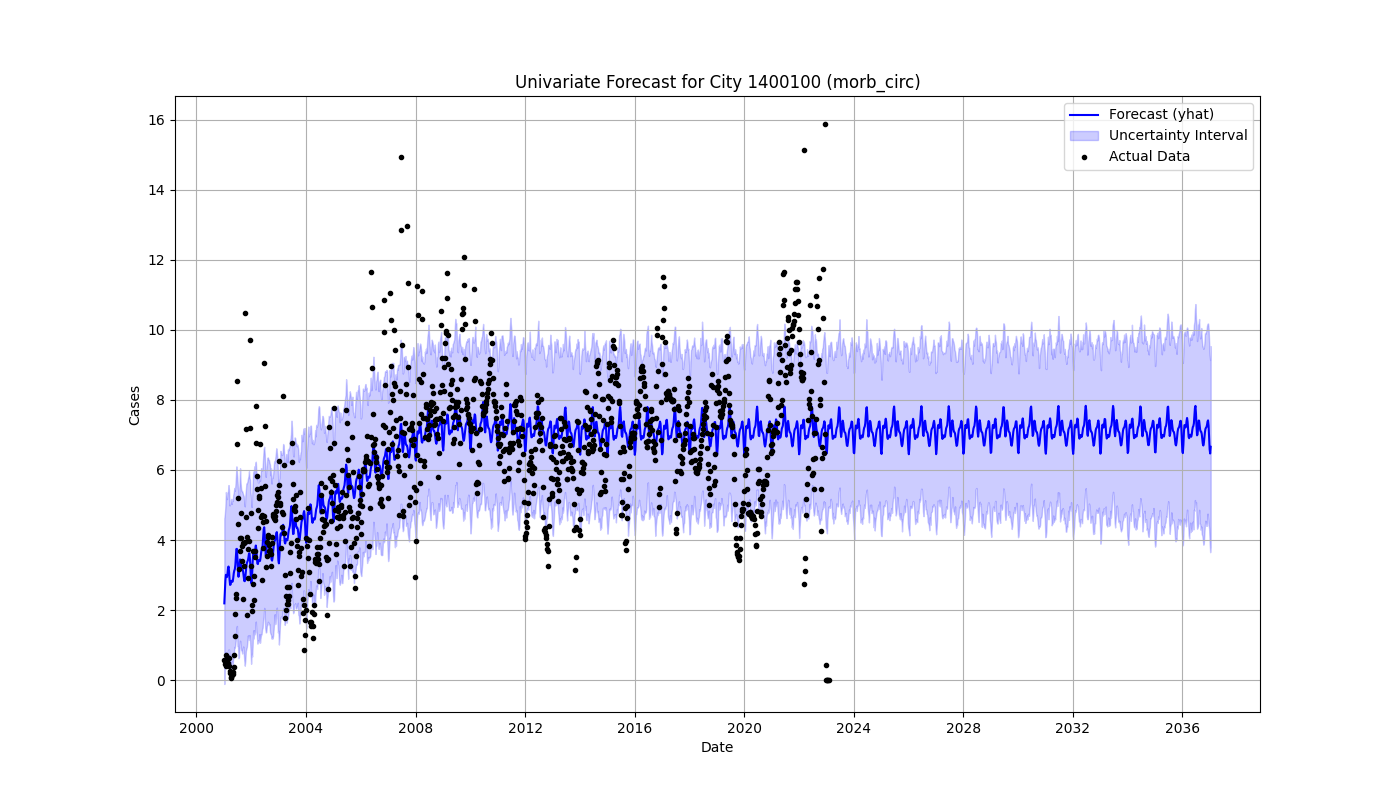 Univariate Forecast for City 1400100 (morb_circ)
Forecast (yhat)
Uncertainty Interval
Actual Data
Cases
16
14
12
10
8
6
4
2
0
2000 2004 2008 2012 2016 2020 2024 2028 2032 2036
Date